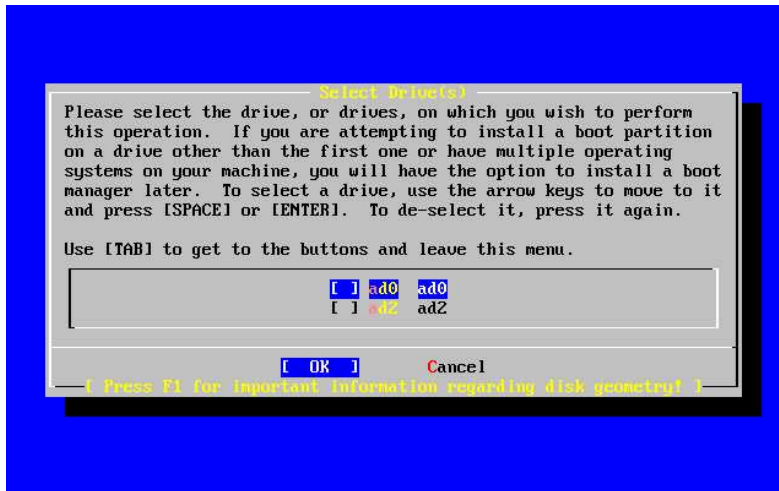 Select Drive(s)
Please select the drive, or drives, on which you wish to perform
this operation.  If you are attempting to install a boot partition
on a drive other than the first one or have multiple operating
systems on your machine, you will have the option to install a boot
manager later.  To select a drive, use the arrow keys to move to it
and press [SPACE] or [ENTER].  To de-select it, press it again.
Use [TAB] to get to the buttons and leave this menu.
[ ] ad0  ad0
[ ] ad2  ad2
[  OK  ]  Cancel
[ Press F1 for important information regarding disk geometry! ]